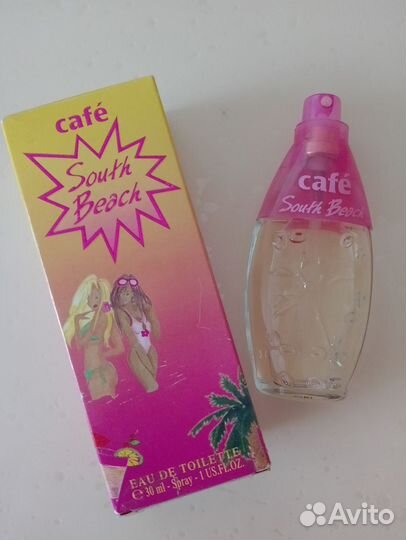 café
South
Beach
EAU DE TOILETTE
℮ 30 ml - Spray - 1 US.FL.OZ.
café
South Beach
Avito